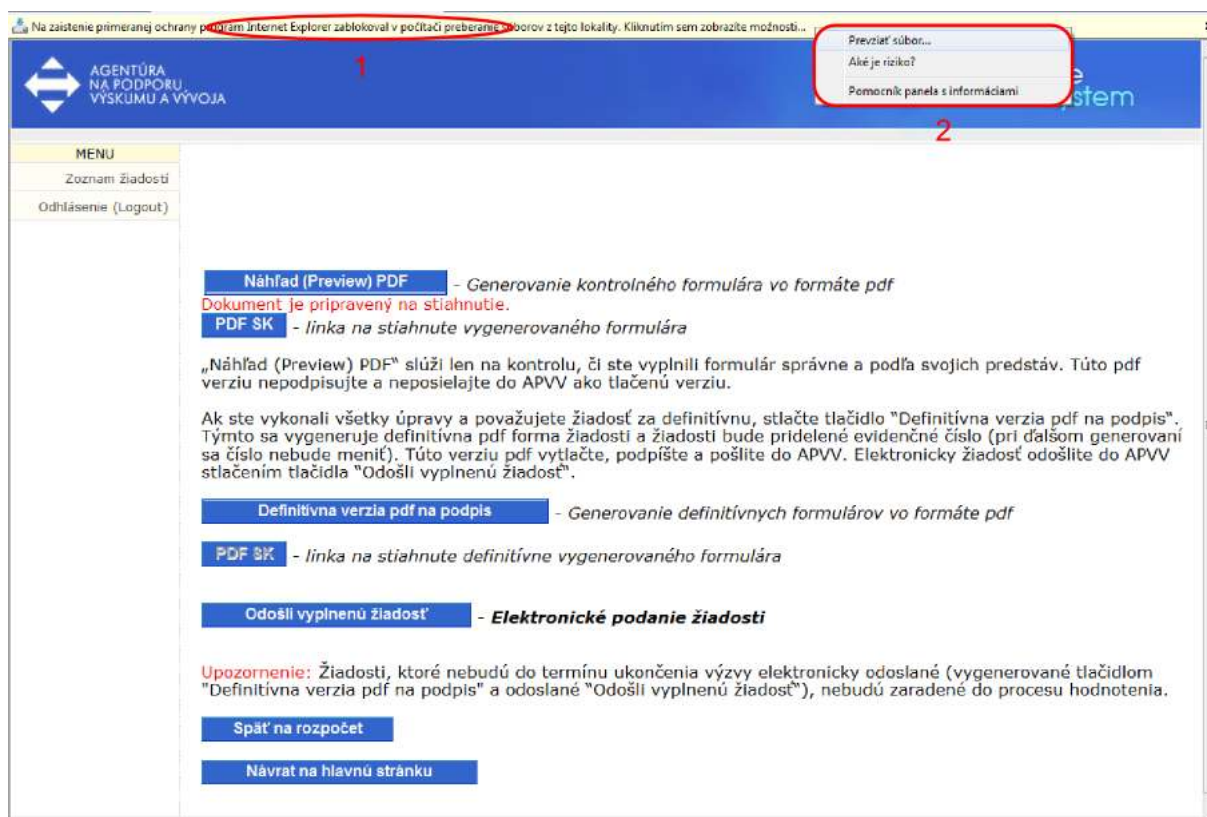 Na zaistenie primeranej ochrany program Internet Explorer zablokoval v počítači preberanie súborov z tejto lokality. Kliknutím sem zobrazíte možnosti...
1
Prevziať súbor...
Aké je riziko?
Pomocník panela s informáciami
2
AGENTÚRA
NA PODPORU
VÝSKUMU A VÝVOJA
MENU
Zoznam žiadostí
Odhlásenie (Logout)
Náhľad (Preview) PDF - Generovanie kontrolného formulára vo formáte pdf
Dokument je pripravený na stiahnutie.
PDF SK - linka na stiahnute vygenerovaného formulára
„Náhľad (Preview) PDF“ slúži len na kontrolu, či ste vyplnili formulár správne a podľa svojich predstáv. Túto pdf
verziu nepodpisujte a neposielajte do APVV ako tlačenú verziu.
Ak ste vykonali všetky úpravy a považujete žiadosť za definitívnu, stlačte tlačidlo “Definitívna verzia pdf na podpis“.
Týmto sa vygeneruje definitívna pdf forma žiadosti a žiadosti bude pridelené evidenčné číslo (pri ďalšom generovaní
sa číslo nebude meniť). Túto verziu pdf vytlačte, podpíšte a pošlite do APVV. Elektronicky žiadosť odošlite do APVV
stlačením tlačidla “Odošli vyplnenú žiadosť“.
Definitívna verzia pdf na podpis - Generovanie definitívnych formulárov vo formáte pdf
PDF SK - linka na stiahnute definitívne vygenerovaného formulára
Odošli vyplnenú žiadosť - Elektronické podanie žiadosti
Upozornenie: Žiadosti, ktoré nebudú do termínu ukončenia výzvy elektronicky odoslané (vygenerované tlačidlom
"Definitívna verzia pdf na podpis" a odoslané “Odošli vyplnenú žiadosť“), nebudú zaradené do procesu hodnotenia.
Späť na rozpočet
Návrat na hlavnú stránku